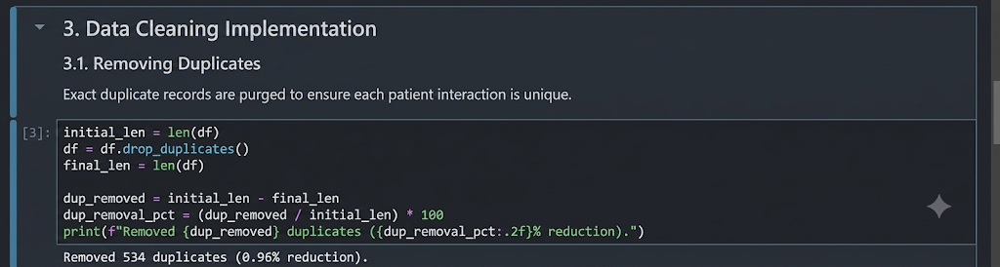 3. Data Cleaning Implementation
3.1. Removing Duplicates
Exact duplicate records are purged to ensure each patient interaction is unique.
[3]:
initial_len = len(df)
df = df.drop_duplicates()
final_len = len(df)
dup_removed = initial_len - final_len
dup_removal_pct = (dup_removed / initial_len) * 100
print(f"Removed {dup_removed} duplicates ({dup_removal_pct:.2f}% reduction).")
Removed 534 duplicates (0.96% reduction).